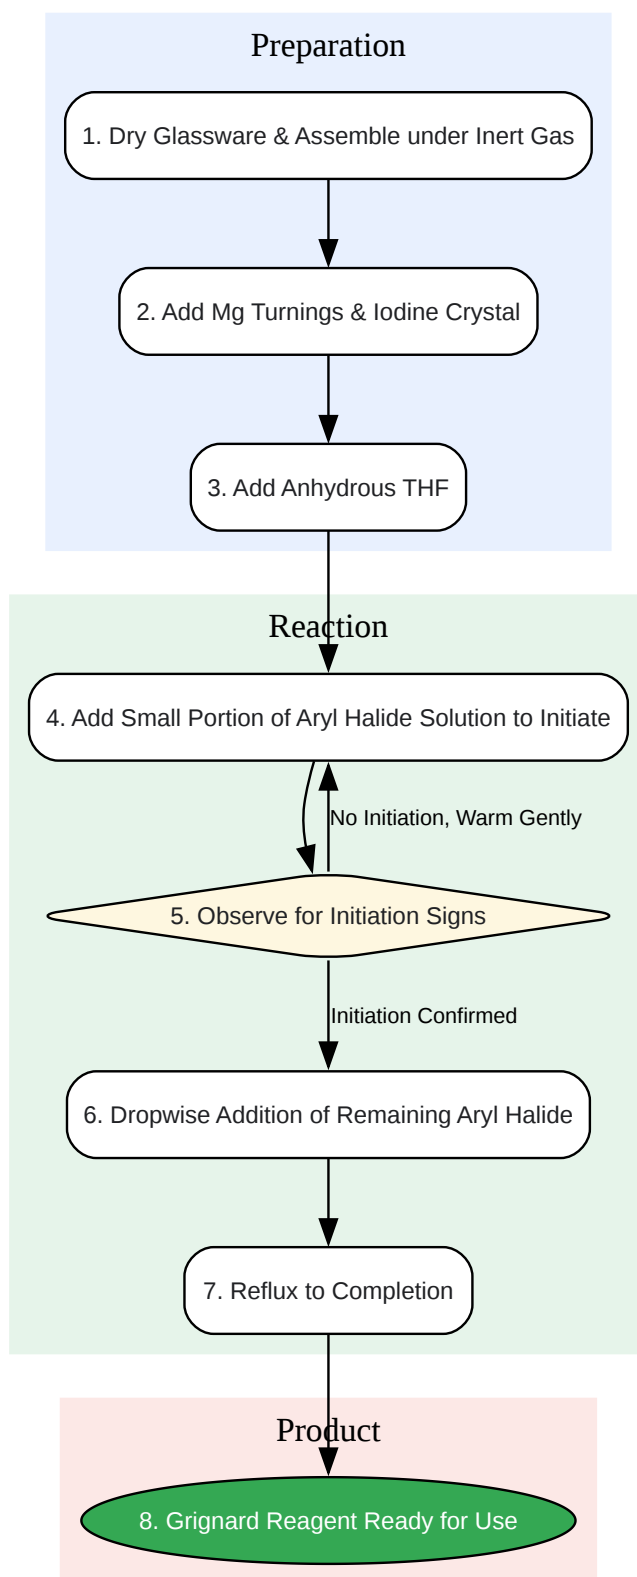 Preparation
1. Dry Glassware & Assemble under Inert Gas
2. Add Mg Turnings & Iodine Crystal
3. Add Anhydrous THF
Reaction
4. Add Small Portion of Aryl Halide Solution to Initiate
No Initiation, Warm Gently
5. Observe for Initiation Signs
Initiation Confirmed
6. Dropwise Addition of Remaining Aryl Halide
7. Reflux to Completion
Product
8. Grignard Reagent Ready for Use